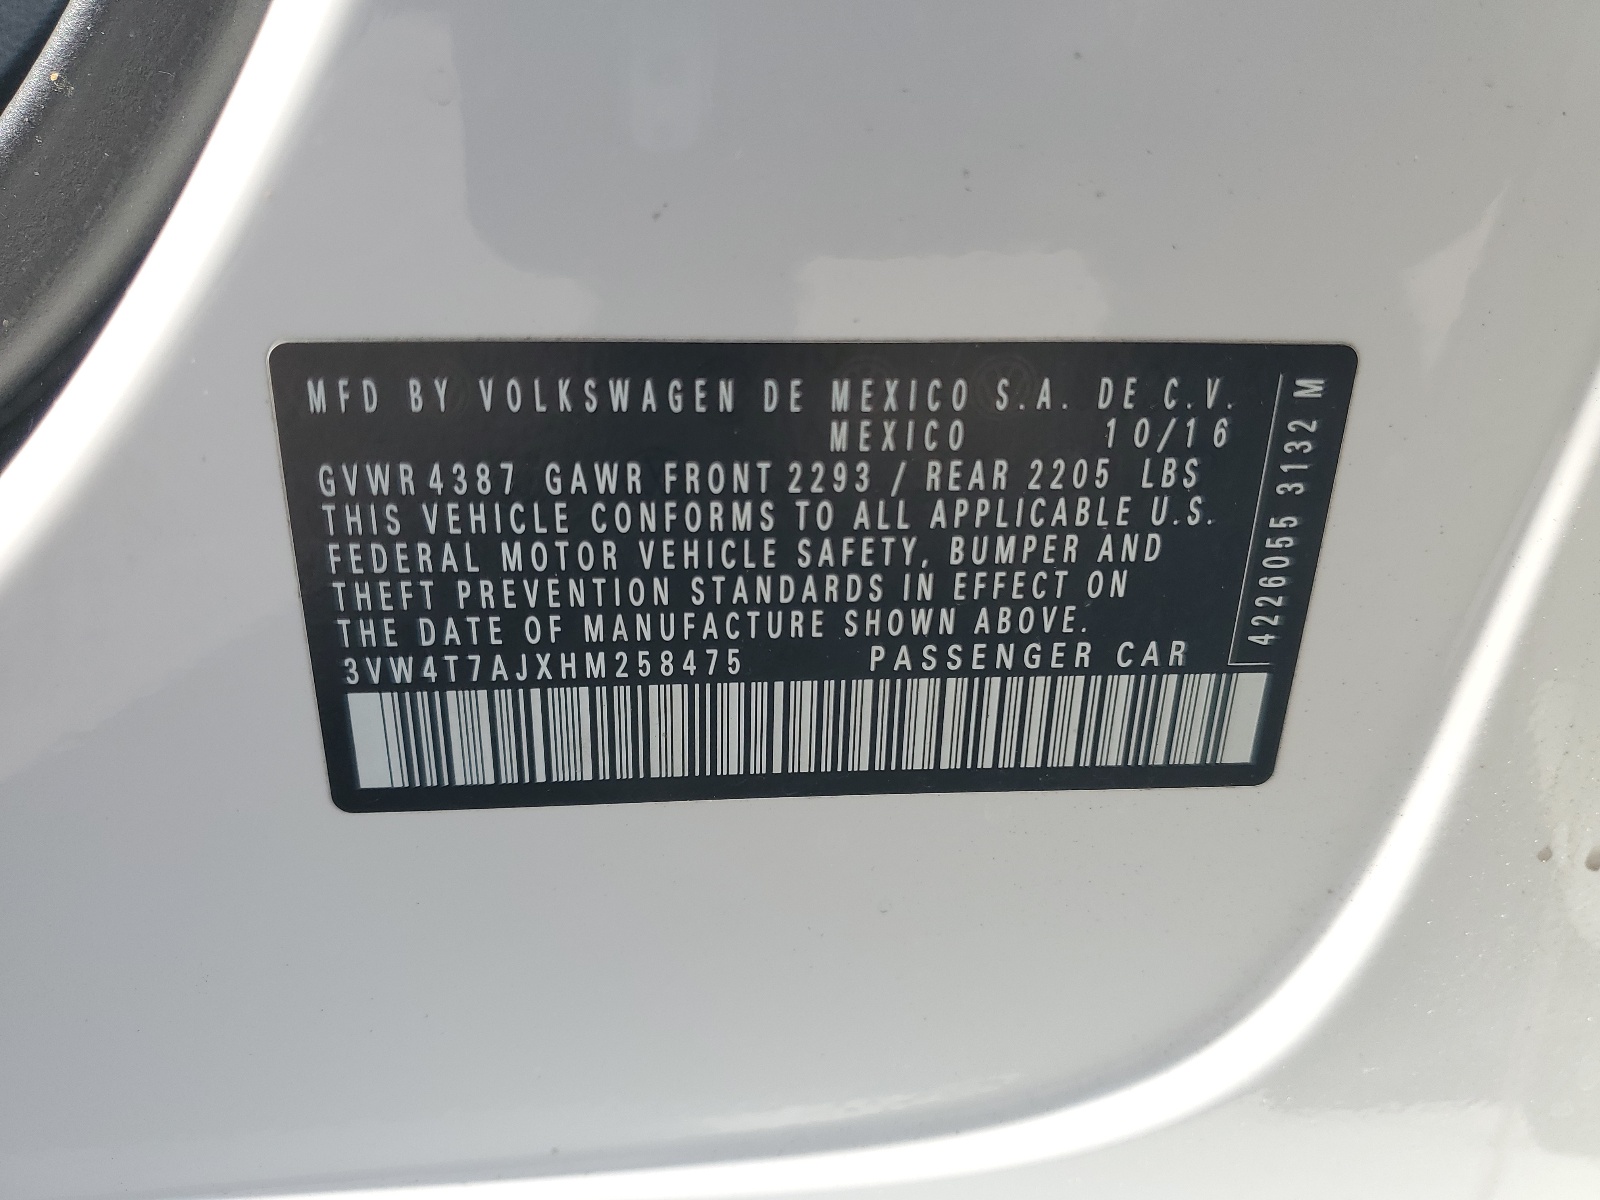 MFD BY VOLKSWAGEN DE MEXICO S.A. DE C.V.
MEXICO 10/16
GVWR 4387 GAWR FRONT 2293 / REAR 2205 LBS
THIS VEHICLE CONFORMS TO ALL APPLICABLE U.S.
FEDERAL MOTOR VEHICLE SAFETY, BUMPER AND
THEFT PREVENTION STANDARDS IN EFFECT ON
THE DATE OF MANUFACTURE SHOWN ABOVE.
3VW4T7AJXHM258475 PASSENGER CAR
4226055 3132 M